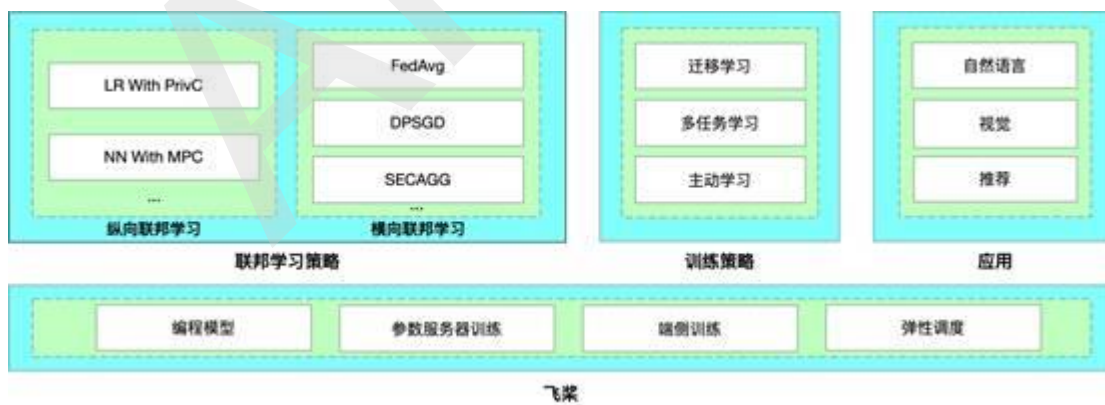 LR With PrivC
NN With MPC
...
纵向联邦学习
FedAvg
DPSGD
SECAGG
...
横向联邦学习
联邦学习策略
迁移学习
多任务学习
主动学习
训练策略
自然语言
视觉
推荐
应用
编程模型
参数服务器训练
端侧训练
弹性调度
飞桨